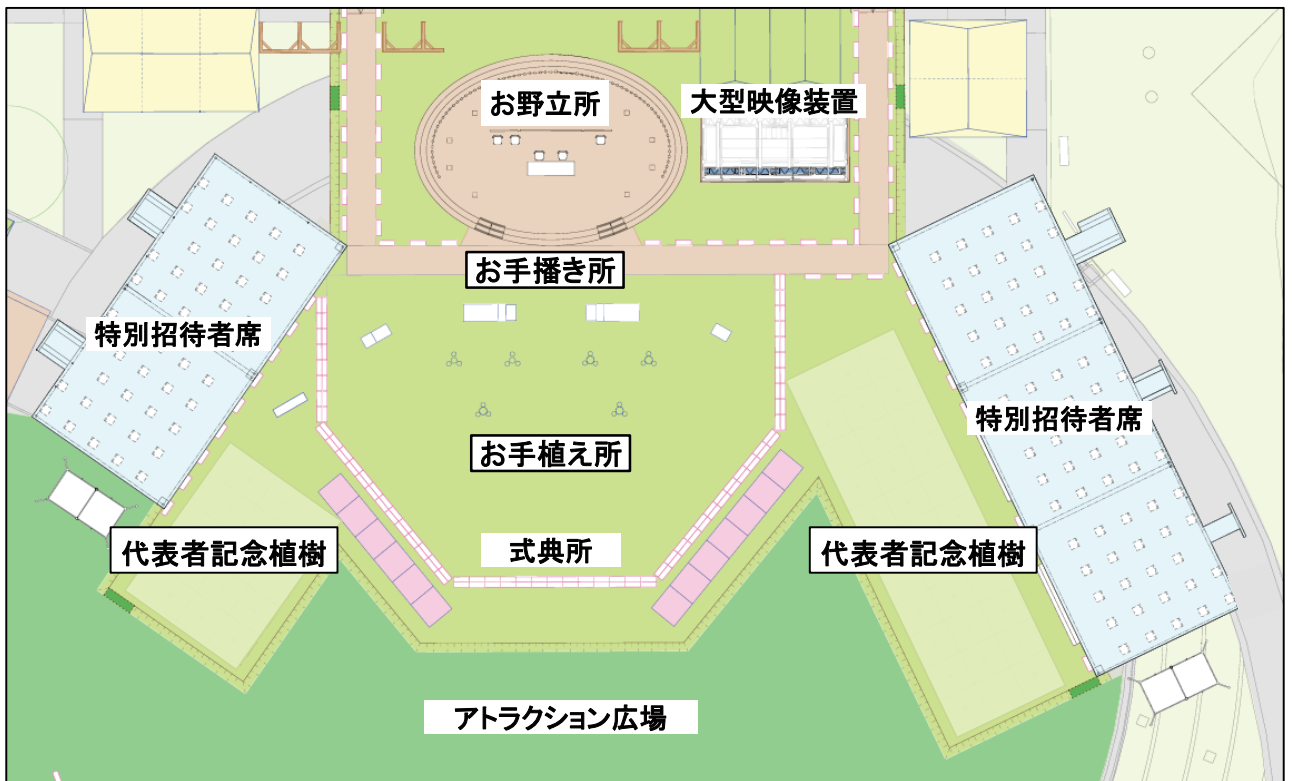 お野立所
大型映像装置
お手播き所
特別招待者席
特別招待者席
お手植え所
代表者記念植樹
式典所
代表者記念植樹
アトラクション広場